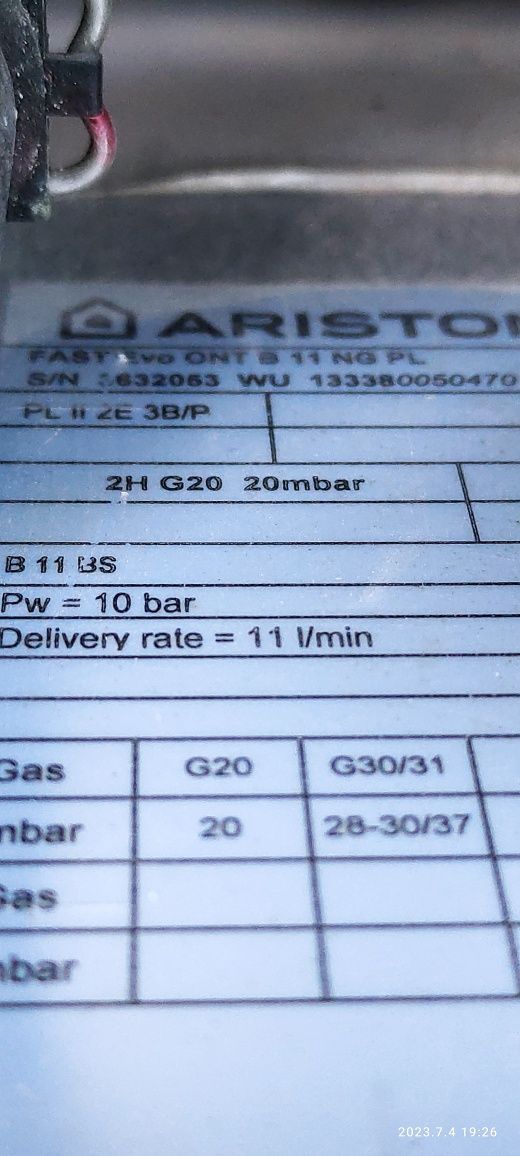 ARISTO
FAST Evo ONT B 11 NG PL
S/N 632053 WU 133380050470
PL II 2E 3B/P
2H G20 20mbar
B 11 BS
Pw = 10 bar
Delivery rate = 11 l/min
Gas G20 G30/31
mbar 20 28-30/37
Gas
mbar
2023.7.4 19:26